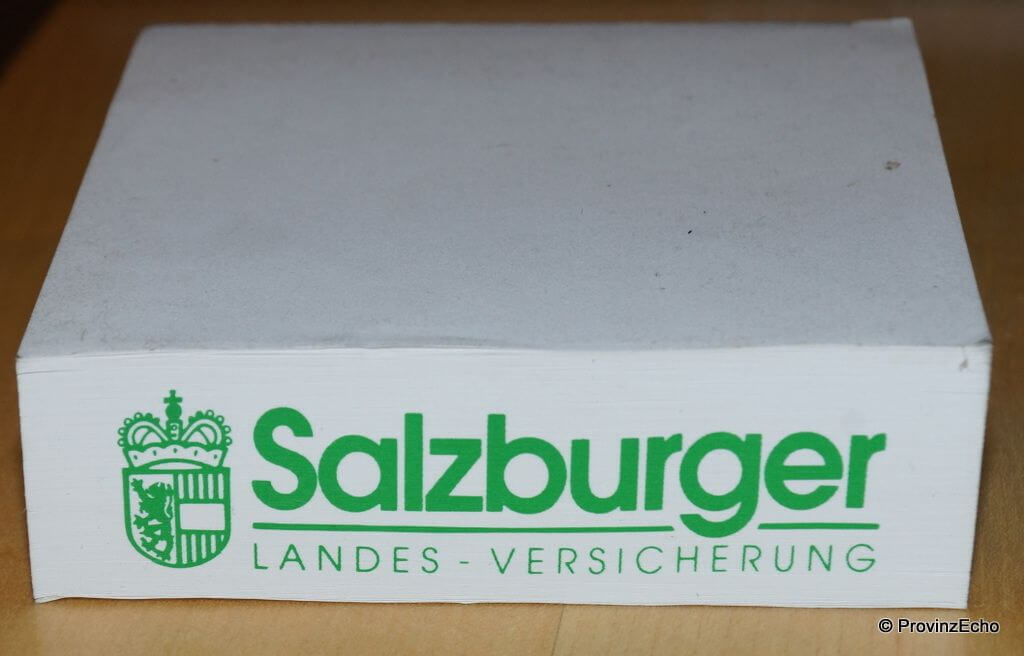 Salzburger
LANDES - VERSICHERUNG
© ProvinzEcho